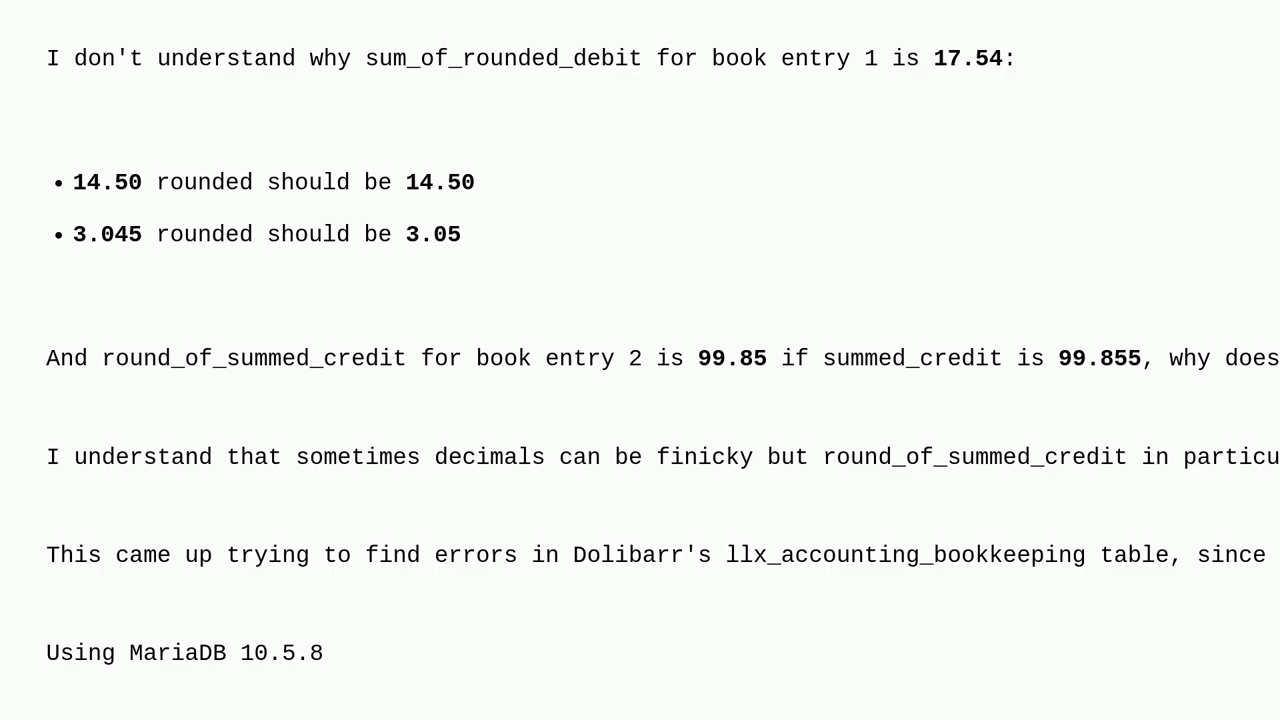 I don't understand why sum_of_rounded_debit for book entry 1 is 17.54:
• 14.50 rounded should be 14.50
• 3.045 rounded should be 3.05
And round_of_summed_credit for book entry 2 is 99.85 if summed_credit is 99.855, why does
I understand that sometimes decimals can be finicky but round_of_summed_credit in
This came up trying to find errors in Dolibarr's llx_accounting_bookkeeping table, since
Using MariaDB 10.5.8